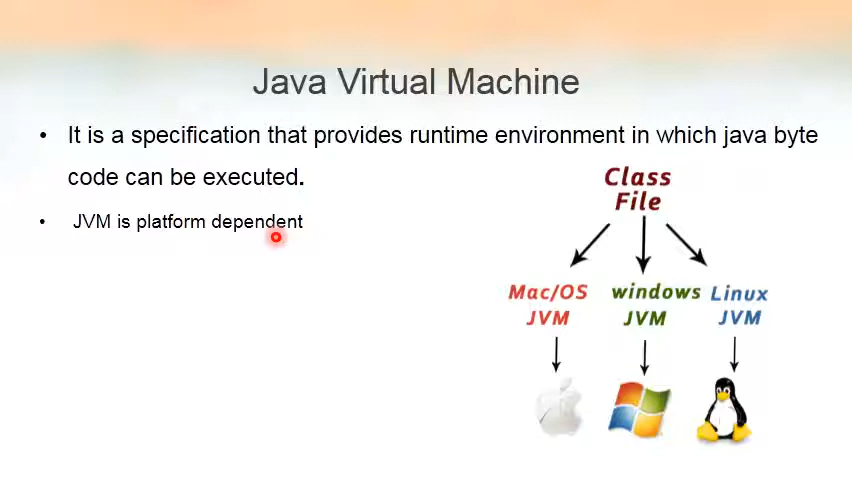 Java Virtual Machine
• It is a specification that provides runtime environment in which java byte
code can be executed.
• JVM is platform dependent
Class
File
Mac/OS windows Linux
JVM JVM JVM